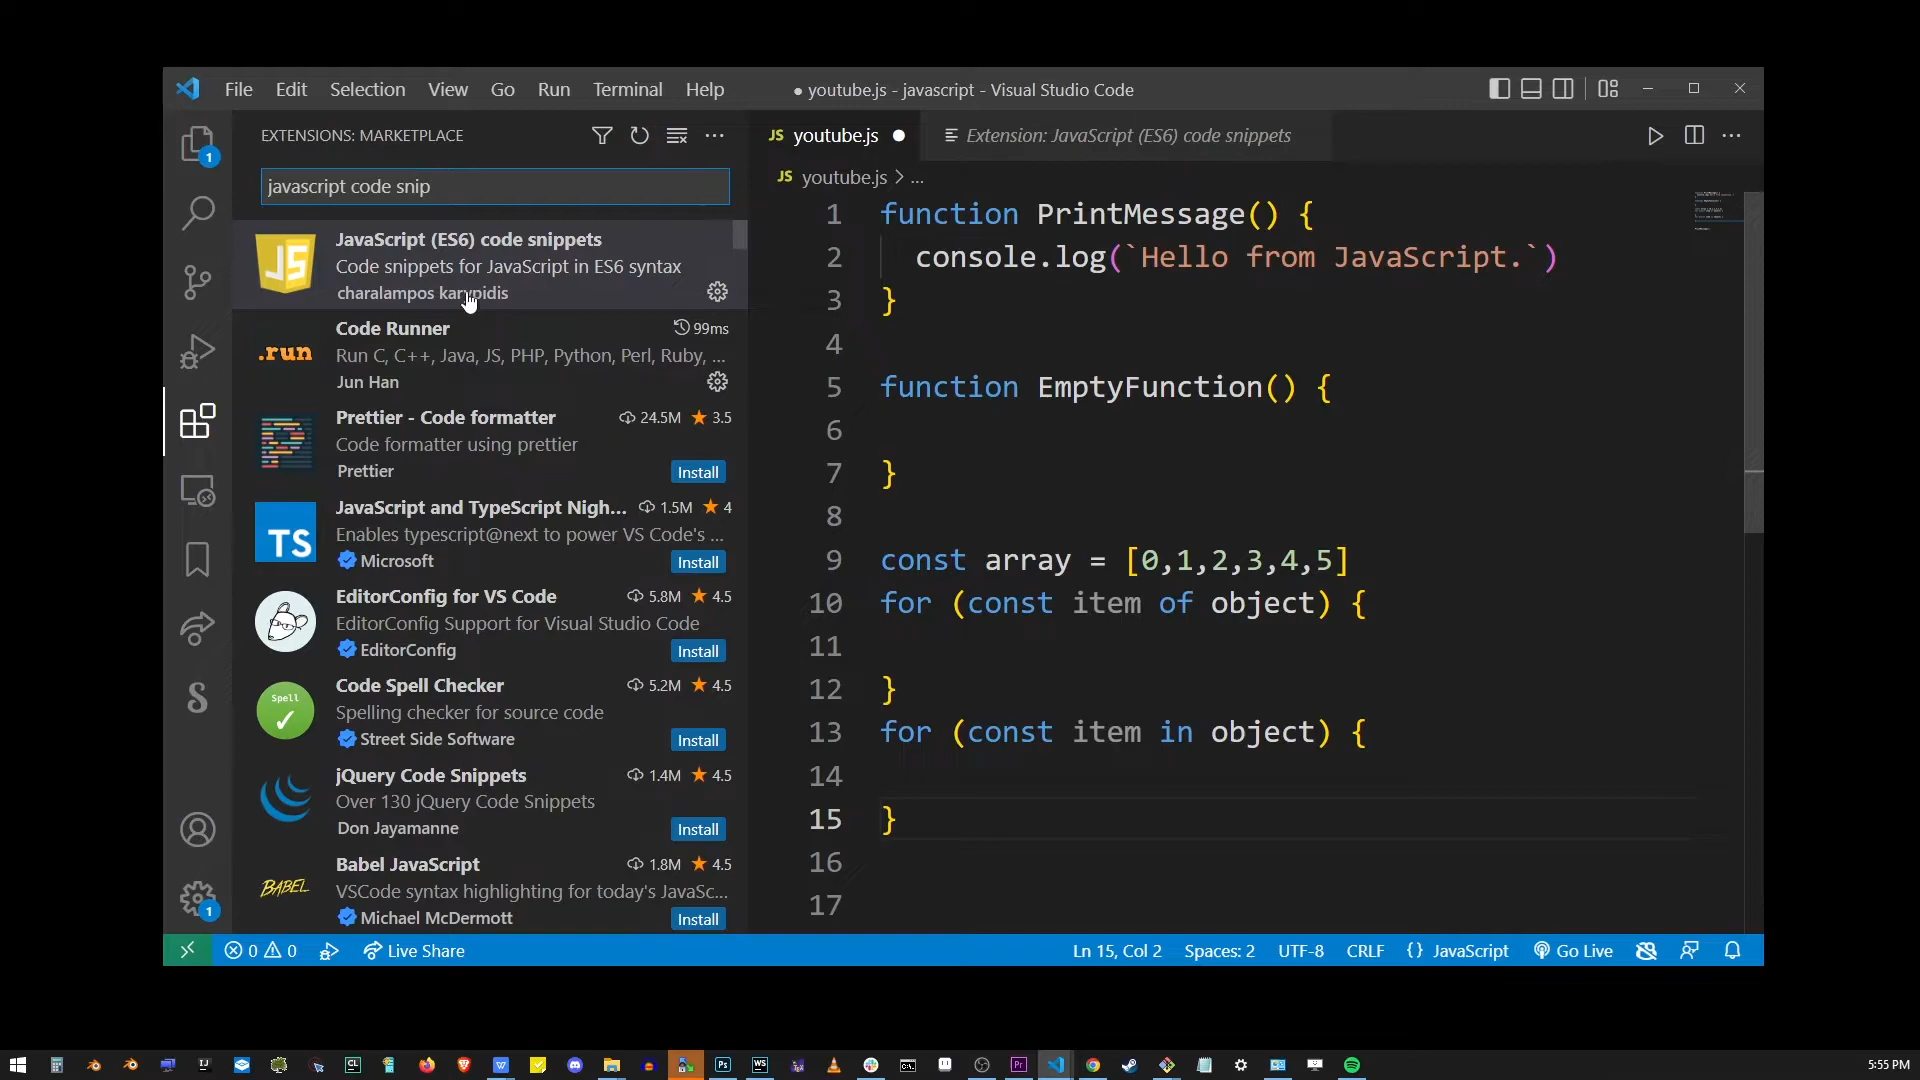 File Edit Selection View Go Run Terminal Help
● youtube.js - javascript - Visual Studio Code
EXTENSIONS: MARKETPLACE
javascript code snip
1
JavaScript (ES6) code snippets
Code snippets for JavaScript in ES6 syntax
charalampos karypidis
Code Runner 99ms
.run
Run C, C++, Java, JS, PHP, Python, Perl, Ruby, ...
Jun Han
Prettier - Code formatter 24.5M ★ 3.5
Code formatter using prettier
Prettier Install
JavaScript and TypeScript Nigh... 1.5M ★ 4
TS
Enables typescript@next to power VS Code's ...
Microsoft Install
EditorConfig for VS Code 5.8M ★ 4.5
EditorConfig Support for Visual Studio Code
EditorConfig Install
Code Spell Checker 5.2M ★ 4.5
Spell
Spelling checker for source code
Street Side Software Install
jQuery Code Snippets 1.4M ★ 4.5
Over 130 jQuery Code Snippets
Don Jayamanne Install
Babel JavaScript 1.8M ★ 4.5
BABEL
VSCode syntax highlighting for today's JavaSc...
Michael McDermott Install
1
JS youtube.js ●
Extension: JavaScript (ES6) code snippets
JS youtube.js > ...
1 function PrintMessage() {
2 console.log(`Hello from JavaScript.`)
3 }
4
5 function EmptyFunction() {
6
7 }
8
9 const array = [0,1,2,3,4,5]
10 for (const item of object) {
11
12 }
13 for (const item in object) {
14
15 }
16
17
0 0 Live Share
Ln 15, Col 2 Spaces: 2 UTF-8 CRLF {} JavaScript Go Live
5:55 PM